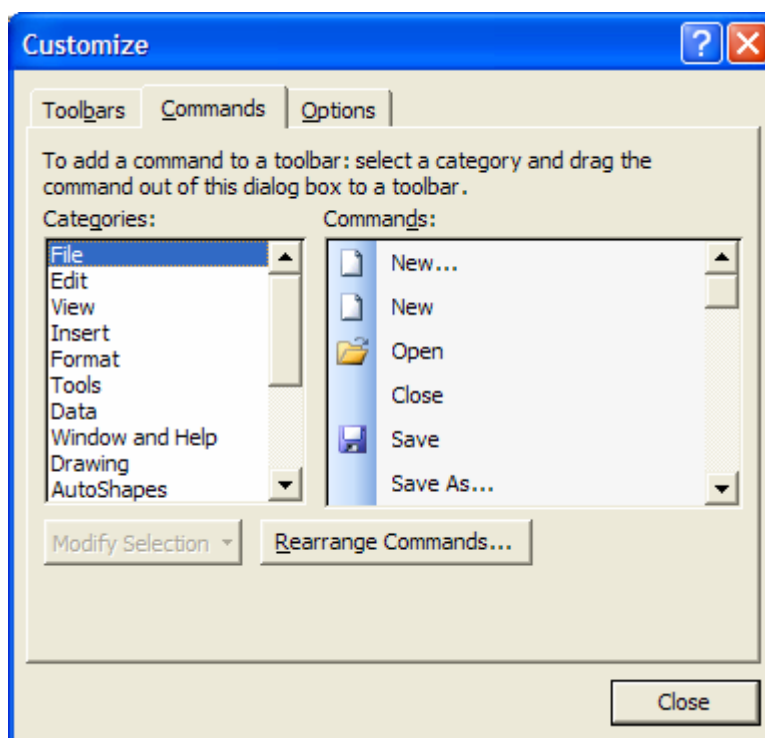 Customize
Toolbars Commands Options
To add a command to a toolbar: select a category and drag the
command out of this dialog box to a toolbar.
Categories:
File
Edit
View
Insert
Format
Tools
Data
Window and Help
Drawing
AutoShapes
Commands:
New...
New
Open
Close
Save
Save As...
Modify Selection
Rearrange Commands...
Close